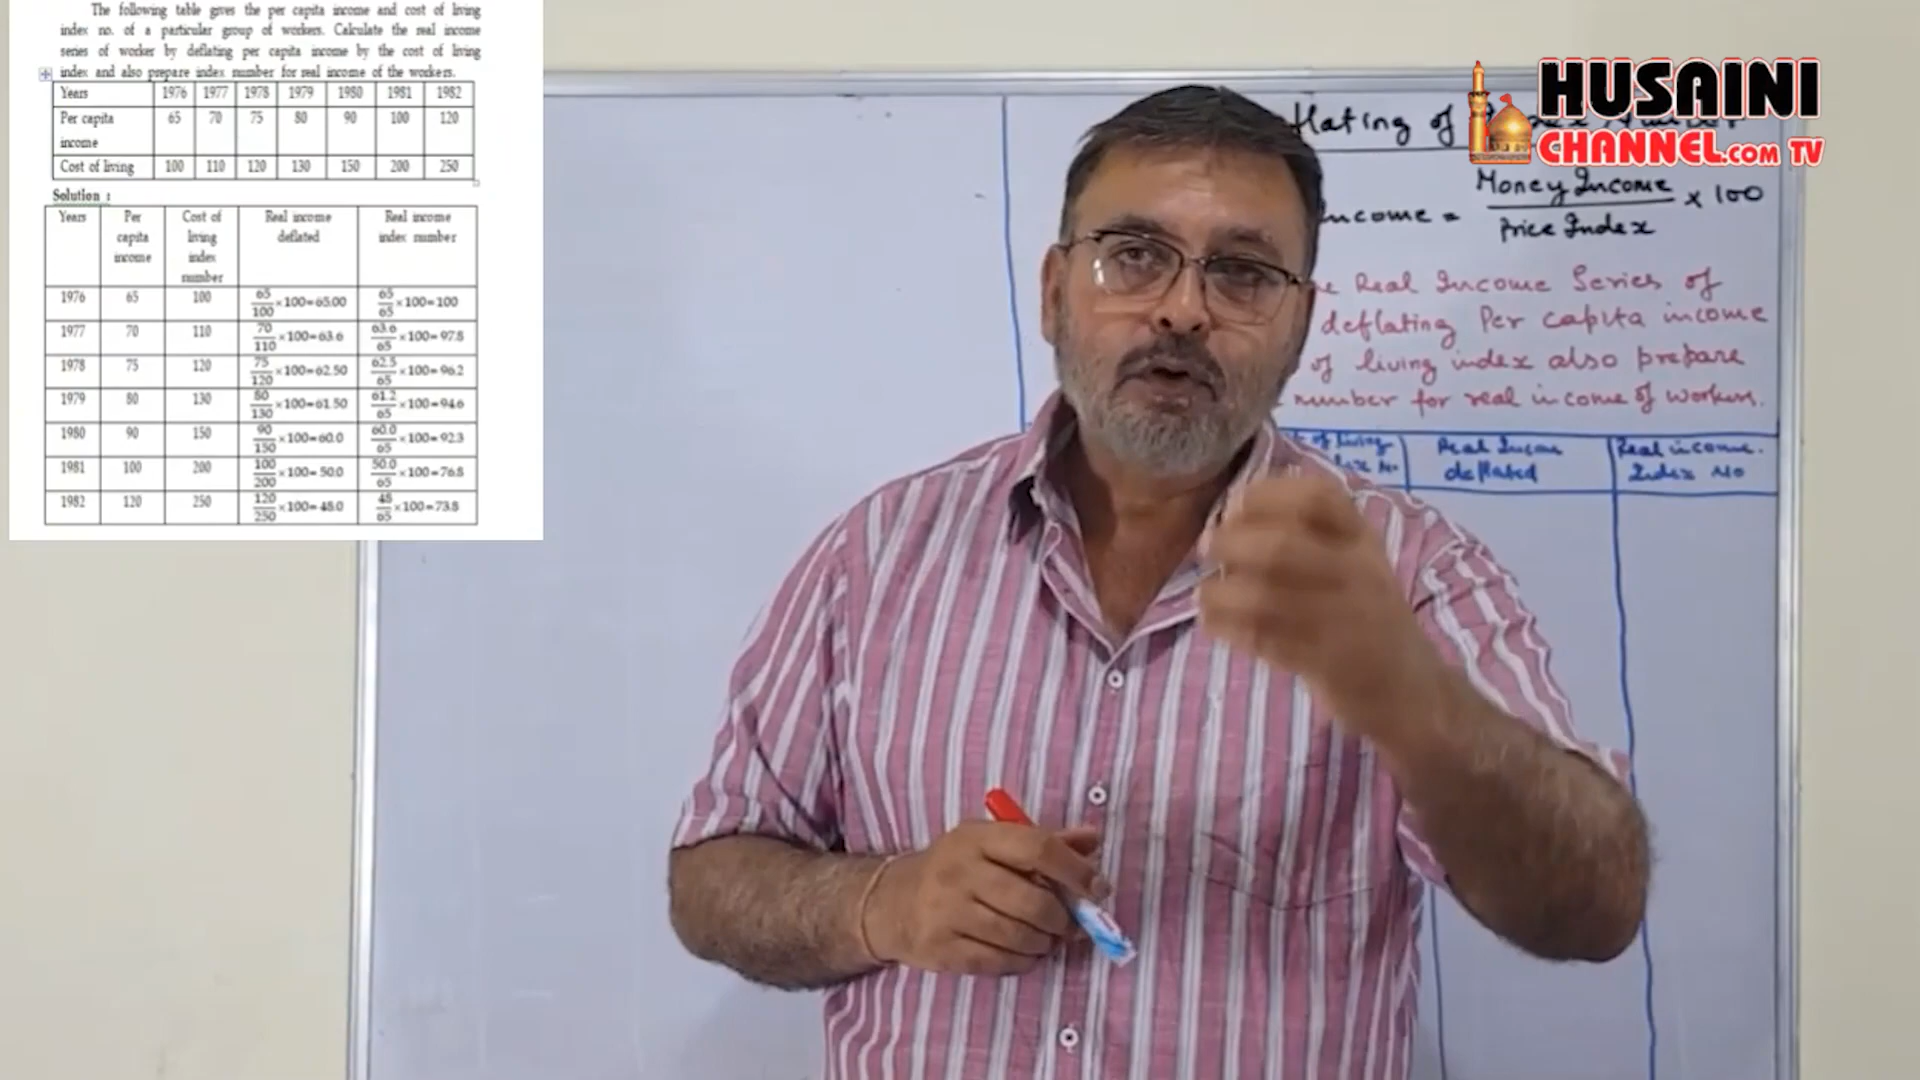 The following table gives the per capita income and cost of living
index no. of a particular group of workers. Calculate the real income
series of worker by deflating per capita income by the cost of living
index and also prepare index number for real income of the workers.
Years 1976 1977 1978 1979 1980 1981 1982
Per capita income 65 70 75 80 90 100 120
Cost of living 100 110 120 130 150 200 250
Solution :
Years Per capita income Cost of living index number Real income deflated Real income index number
1976 65 100 65/100×100=65.00 65/65×100=100
1977 70 110 70/110×100=63.6 63.6/65×100=97.8
1978 75 120 75/120×100=62.50 62.5/65×100=96.2
1979 80 130 80/130×100=61.50 61.2/65×100=94.6
1980 90 150 90/150×100=60.0 60.0/65×100=92.3
1981 100 200 100/200×100=50.0 50.0/65×100=76.8
1982 120 250 120/250×100=48.0 48/65×100=73.8
HUSAINI
CHANNEL.COM TV
flating of
Income = Money Income / Price Index × 100
Real Income Series of
deflating Per capita income
of living index also prepare
number for real income of workers.
of living Real Income Real income.
No deflated Index No